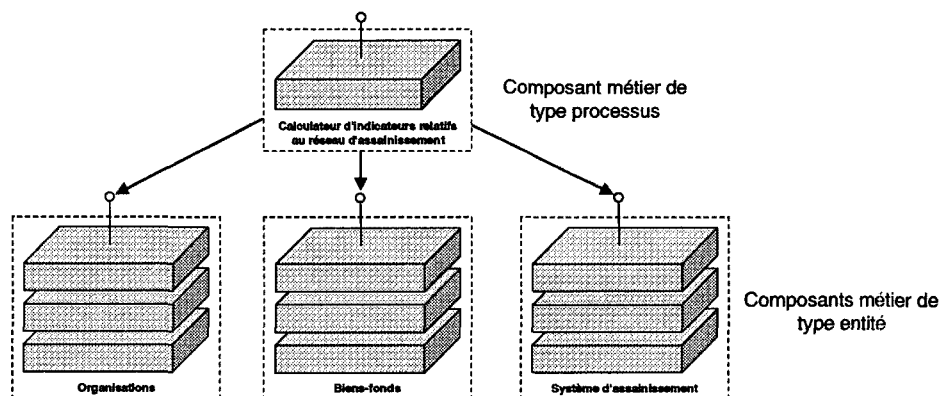 Composant métier de
type processus
Calculateur d'indicateurs relatifs
au réseau d'assainissement
Composants métier de
type entité
Organisations
Biens-fonds
Système d'assainissement